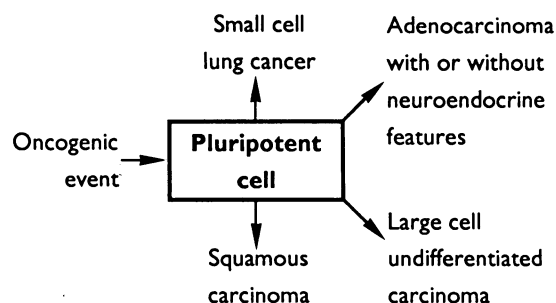 Small cell
lung cancer
Adenocarcinoma
with or without
neuroendocrine
features
Oncogenic
event
Pluripotent
cell
Squamous
carcinoma
Large cell
undifferentiated
carcinoma